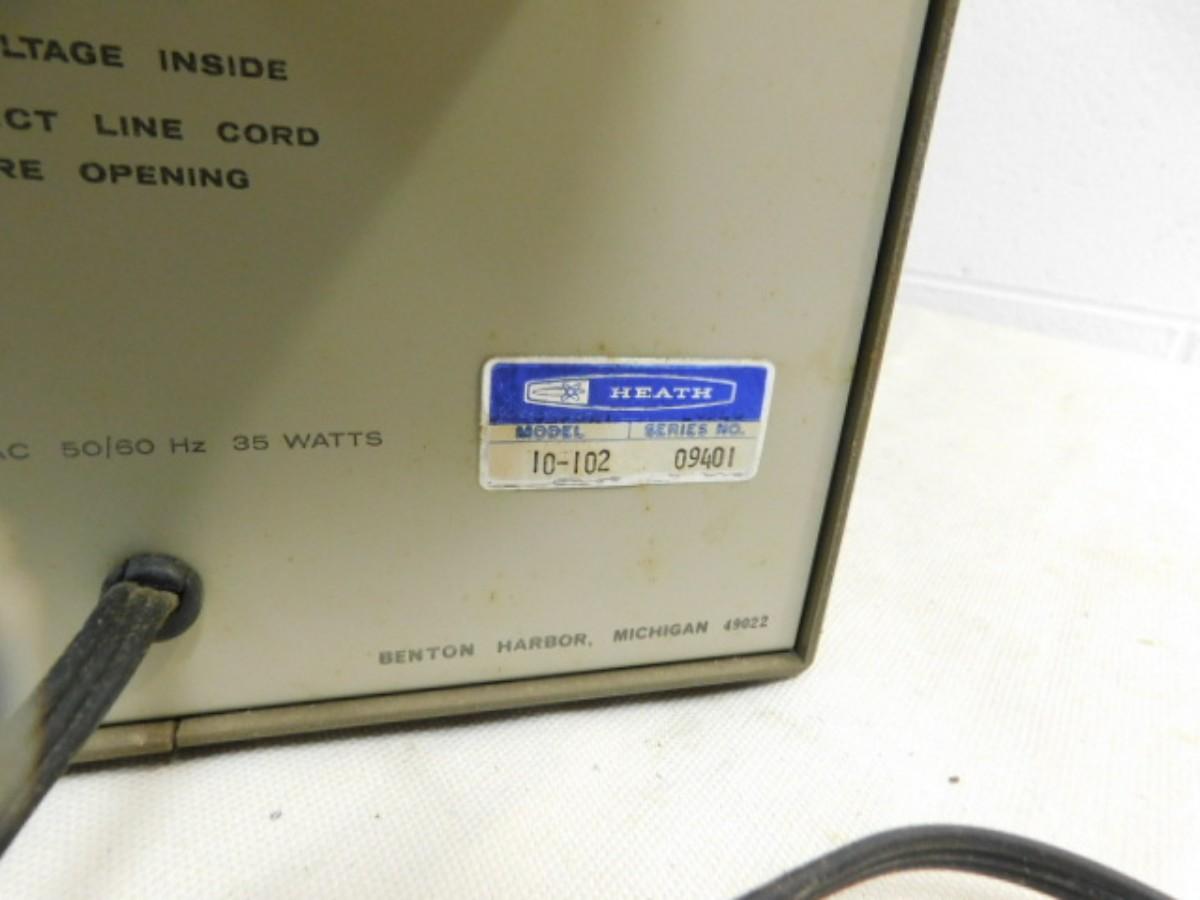 LTAGE INSIDE
CT LINE CORD
RE OPENING
HEATH
MODEL SERIES NO.
10-102 09401
AC 50/60 Hz 35 WATTS
BENTON HARBOR, MICHIGAN 49022